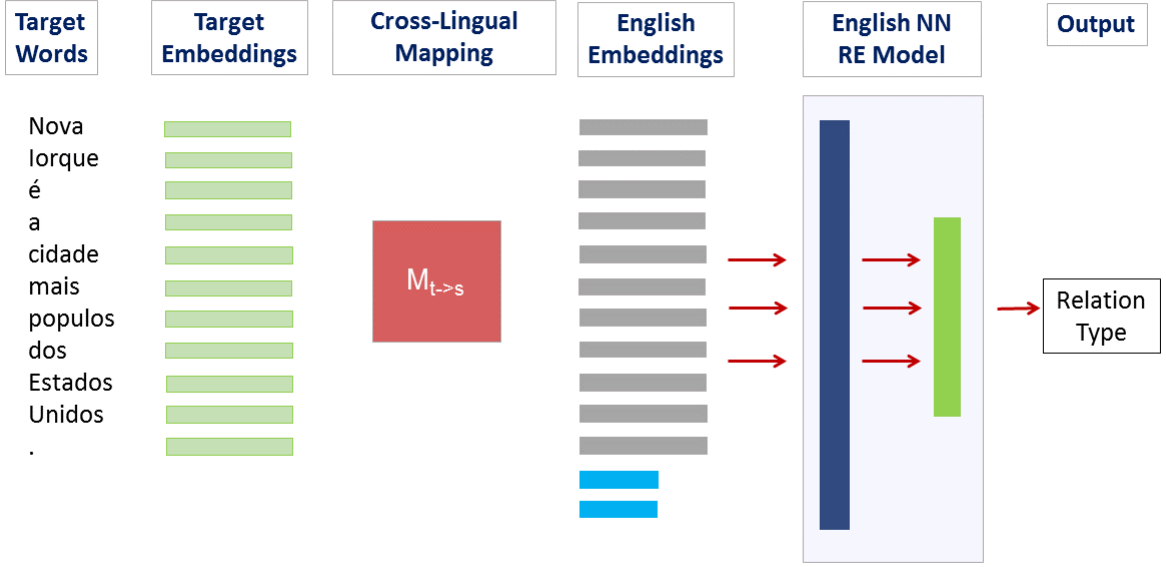 Target
Words
Target
Embeddings
Cross-Lingual
Mapping
English
Embeddings
English NN
RE Model
Output
Nova
Iorque
é
a
cidade
mais
populos
dos
Estados
Unidos
.
M_{t->s}
Relation
Type